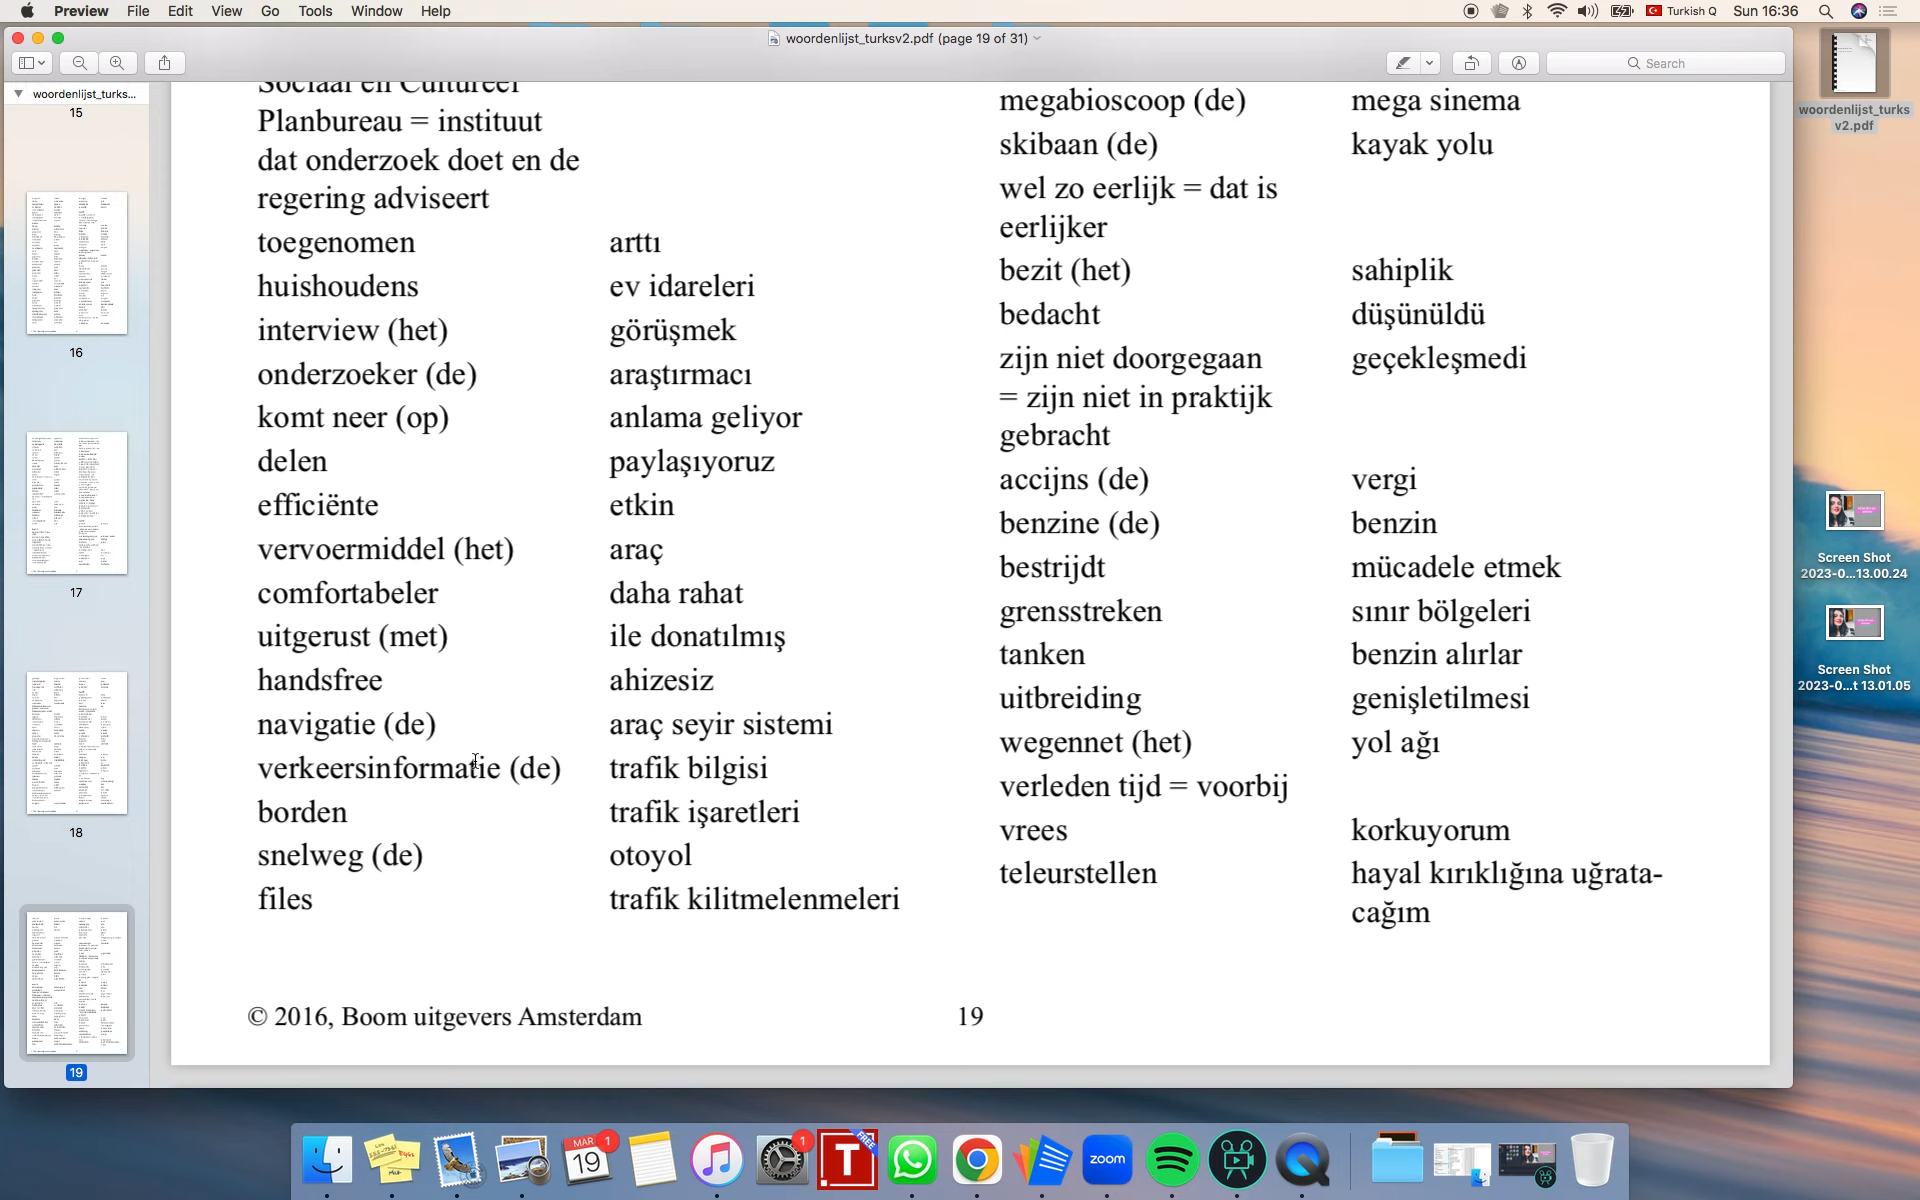 Preview File Edit View Go Tools Window Help
Turkish Q Sun 16:36
woordenlijst_turksv2.pdf (page 19 of 31)
Search
woordenlijst_turks...
15
16
17
18
19
Sociaal en Cultureel
Planbureau = instituut
dat onderzoek doet en de
regering adviseert
toegenomen arttı
huishoudens ev idareleri
interview (het) görüşmek
onderzoeker (de) araştırmacı
komt neer (op) anlama geliyor
delen paylaşıyoruz
efficiënte etkin
vervoermiddel (het) araç
comfortabeler daha rahat
uitgerust (met) ile donatılmış
handsfree ahizesiz
navigatie (de) araç seyir sistemi
verkeersinformatie (de) trafik bilgisi
borden trafik işaretleri
snelweg (de) otoyol
files trafik kilitmelenmeleri
megabioscoop (de) mega sinema
skibaan (de) kayak yolu
wel zo eerlijk = dat is
eerlijker
bezit (het) sahiplik
bedacht düşünüldü
zijn niet doorgegaan geçekleşmedi
= zijn niet in praktijk
gebracht
accijns (de) vergi
benzine (de) benzin
bestrijdt mücadele etmek
grensstreken sınır bölgeleri
tanken benzin alırlar
uitbreiding genişletilmesi
wegennet (het) yol ağı
verleden tijd = voorbij
vrees korkuyorum
teleurstellen hayal kırıklığına uğrata-
cağım
© 2016, Boom uitgevers Amsterdam 19
woordenlijst_turks
v2.pdf
Screen Shot
2023-0...13.00.24
Screen Shot
2023-0...t 13.01.05
MAR
19
1
1
T
FREE
zoom